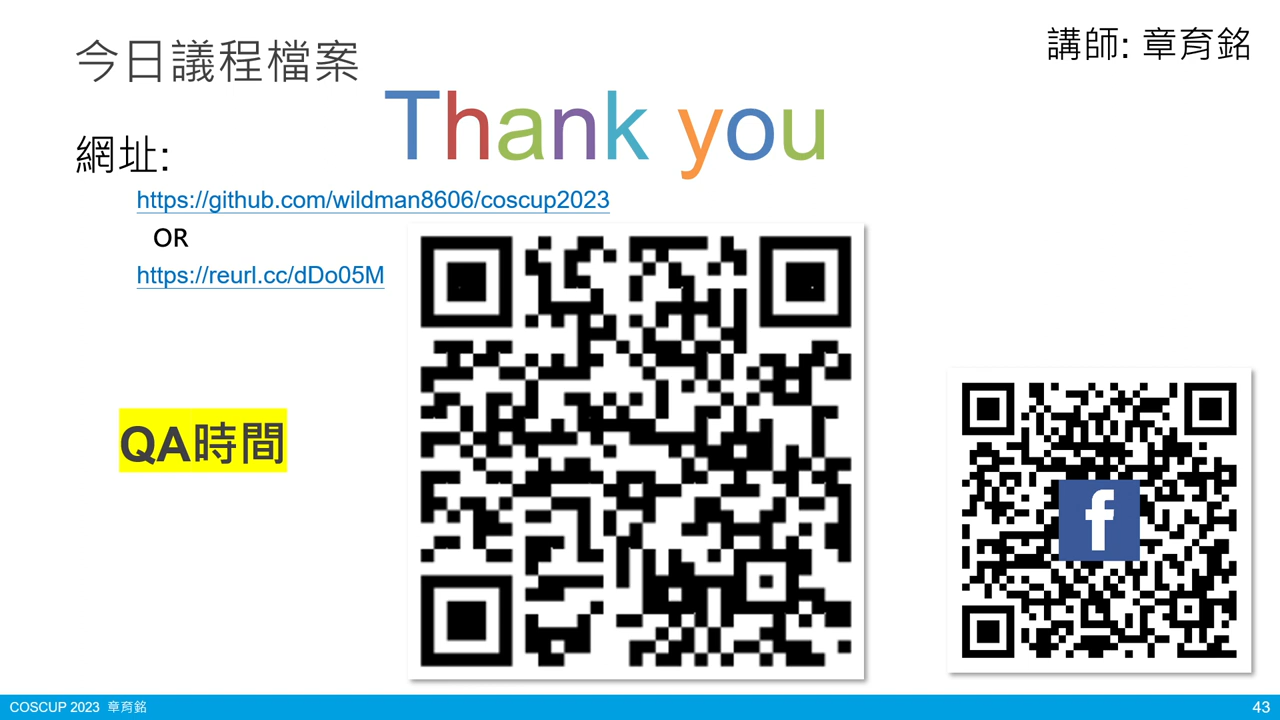 今日議程檔案
講師: 章育銘
Thank you
網址:
https://github.com/wildman8606/coscup2023
OR
https://reurl.cc/dDo05M
QA時間
f
COSCUP 2023 章育銘
43